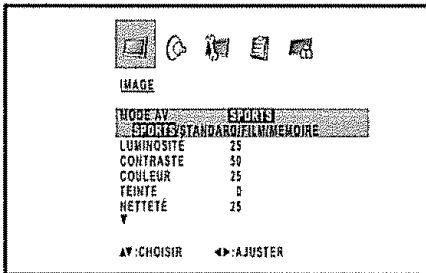 IMAGE
MODE AV SPORTS
SPORTS/STANDARD/FILM/MEMOIRE
LUMINOSITE 25
CONTRASTE 50
COULEUR 25
TEINTE 0
NETTETÉ 25
▼
▲▼:CHOISIR ◀▶:AJUSTER